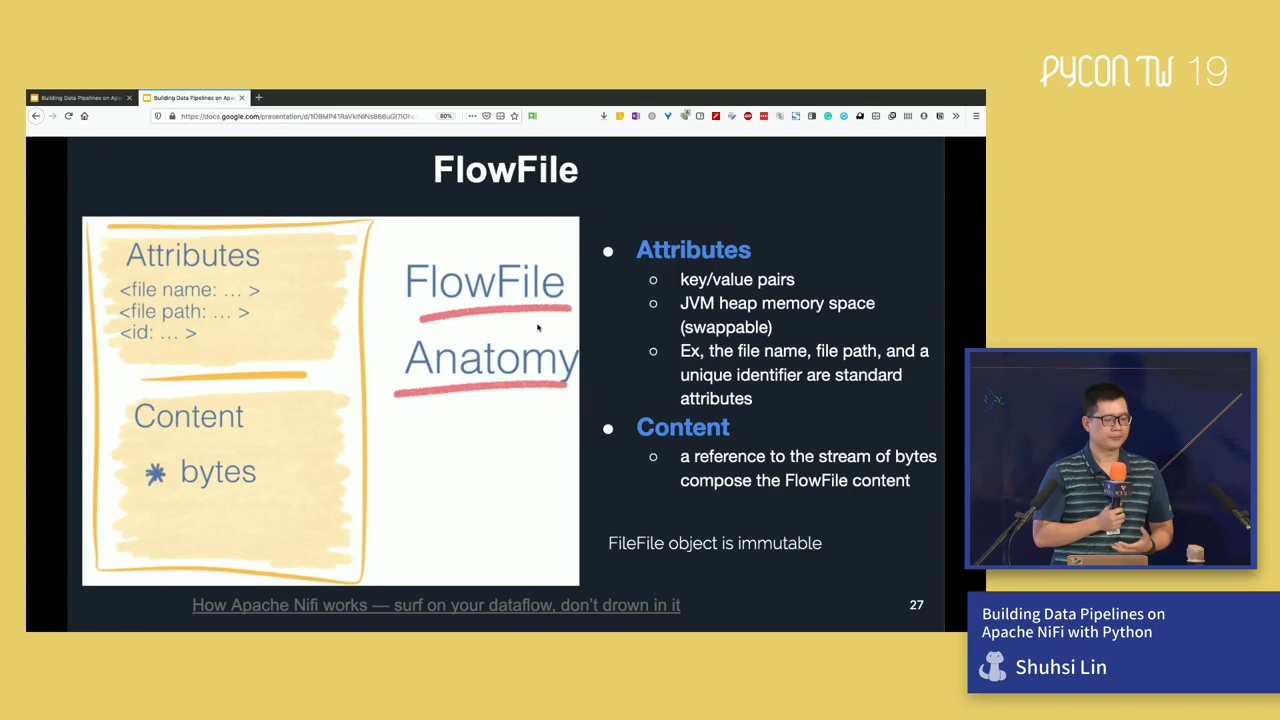 PYCON TW 19
Building Data Pipelines on Apa
Building Data Pipelines on Apac
80%
FlowFile
Attributes
<file name: … >
<file path: … >
<id: … >
Content
* bytes
FlowFile
Anatomy
Attributes
key/value pairs
JVM heap memory space
(swappable)
Ex, the file name, file path, and a
unique identifier are standard
attributes
Content
a reference to the stream of bytes
compose the FlowFile content
FileFile object is immutable
How Apache Nifi works — surf on your dataflow, don't drown in it
27
Building Data Pipelines on
Apache NiFi with Python
Shuhsi Lin